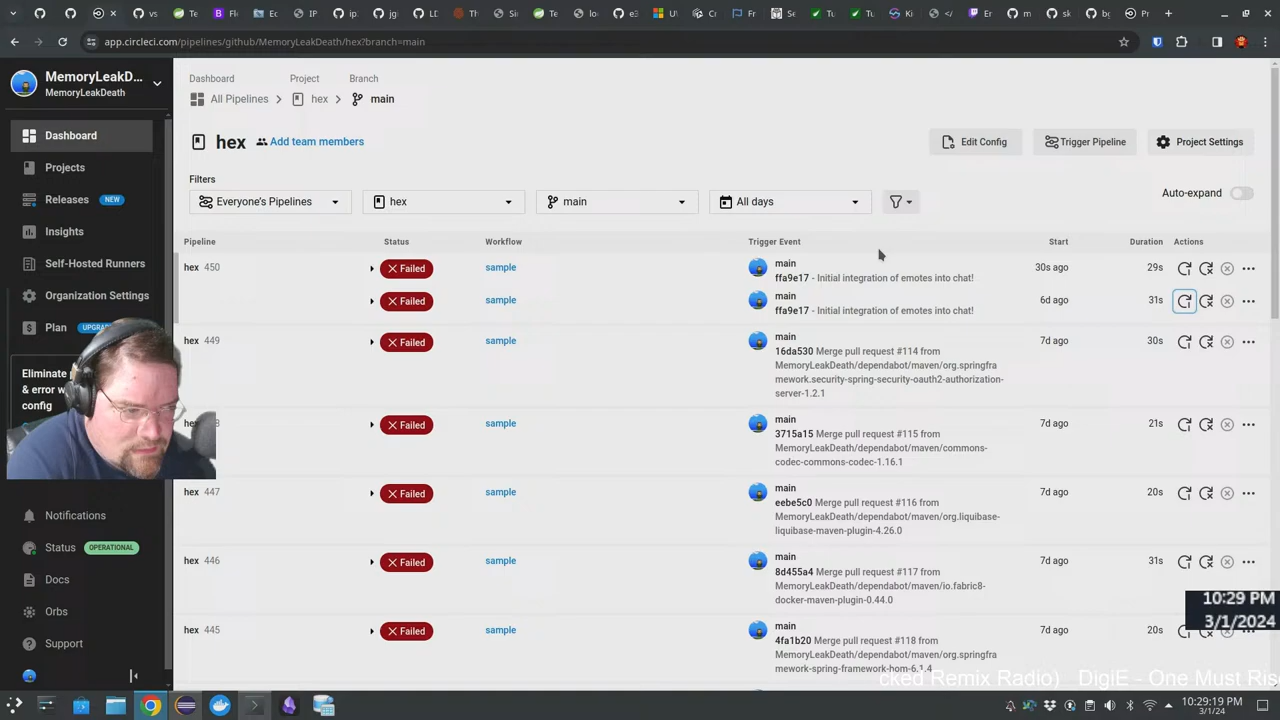 app.circleci.com/github/MemoryLeakDeath/hex?branch=main
MemoryLeakD...
MemoryLeakDeath
Dashboard
Projects
Releases NEW
Insights
Self-Hosted Runners
Organization Settings
Plan
Eliminate
& error w
config
Notifications
Status OPERATIONAL
Docs
Orbs
Support
Dashboard Project Branch
All Pipelines hex main
hex Add team members
Edit Config Trigger Pipeline Project Settings
Filters
Everyone's Pipelines hex main All days
Auto-expand
Pipeline Status Workflow Trigger Event Start Duration Actions
hex 450 Failed sample main 30s ago 29s
ffa9e17 - Initial integration of emotes into chat!
Failed sample main 6d ago 31s
ffa9e17 - Initial integration of emotes into chat!
hex 449 Failed sample main 7d ago 30s
16da530 Merge pull request #114 from
MemoryLeakDeath/dependabot/maven/org.springfra
mework.security-spring-security-oauth2-authorization-
server-1.2.1
Failed sample main 7d ago 21s
3715a15 Merge pull request #115 from
MemoryLeakDeath/dependabot/maven/commons-
codec-commons-codec-1.16.1
hex 447 Failed sample main 7d ago 20s
eebe5c0 Merge pull request #116 from
MemoryLeakDeath/dependabot/maven/org.liquibase-
liquibase-maven-plugin-4.26.0
hex 446 Failed sample main 7d ago 31s
8d455a4 Merge pull request #117 from
MemoryLeakDeath/dependabot/maven/io.fabric8-
docker-maven-plugin-0.44.0
hex 445 Failed sample main 7d ago 20s
4fa1b20 Merge pull request #118 from
MemoryLeakDeath/dependabot/maven/org.springfra
mework-spring-framework-bom-6.1.4
10:29 PM
3/1/2024
cked Remix Radio) DigiE - One Must Ris
10:29:19 PM
3/1/24